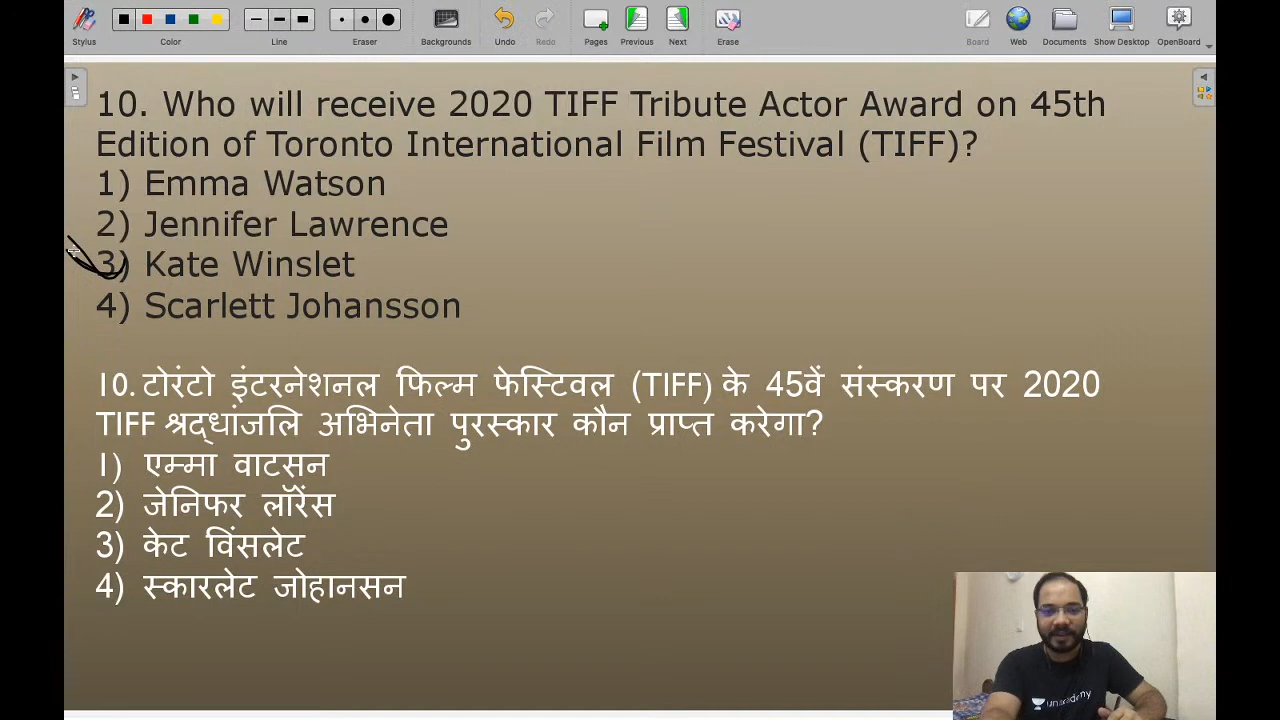 Stylus
Color
Line
Eraser
Backgrounds
Undo
Redo
Pages
Previous
Next
Erase
Board
Web
Documents
Show Desktop
OpenBoard
10. Who will receive 2020 TIFF Tribute Actor Award on 45th
Edition of Toronto International Film Festival (TIFF)?
1) Emma Watson
2) Jennifer Lawrence
3) Kate Winslet
4) Scarlett Johansson
10. टोरंटो इंटरनेशनल फिल्म फेस्टिवल (TIFF) के 45वें संस्करण पर 2020
TIFF श्रद्धांजलि अभिनेता पुरस्कार कौन प्राप्त करेगा?
1) एम्मा वाटसन
2) जेनिफर लॉरेंस
3) केट विंसलेट
4) स्कारलेट जोहानसन
unacademy